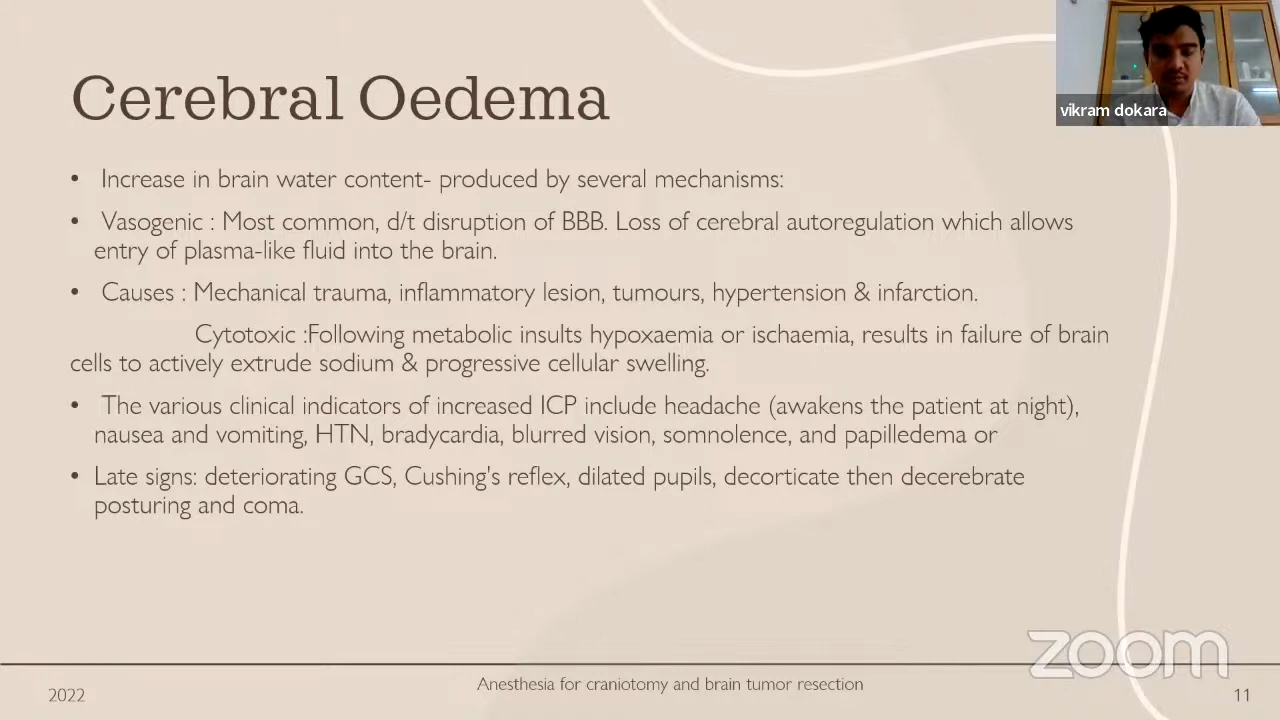 Cerebral Oedema
vikram dokara
• Increase in brain water content- produced by several mechanisms:
• Vasogenic : Most common, d/t disruption of BBB. Loss of cerebral autoregulation which allows
entry of plasma-like fluid into the brain.
• Causes : Mechanical trauma, inflammatory lesion, tumours, hypertension & infarction.
Cytotoxic :Following metabolic insults hypoxaemia or ischaemia, results in failure of brain
cells to actively extrude sodium & progressive cellular swelling.
• The various clinical indicators of increased ICP include headache (awakens the patient at night),
nausea and vomiting, HTN, bradycardia, blurred vision, somnolence, and papilledema or
• Late signs: deteriorating GCS, Cushing's reflex, dilated pupils, decorticate then decerebrate
posturing and coma.
zoom
2022
Anesthesia for craniotomy and brain tumor resection
11